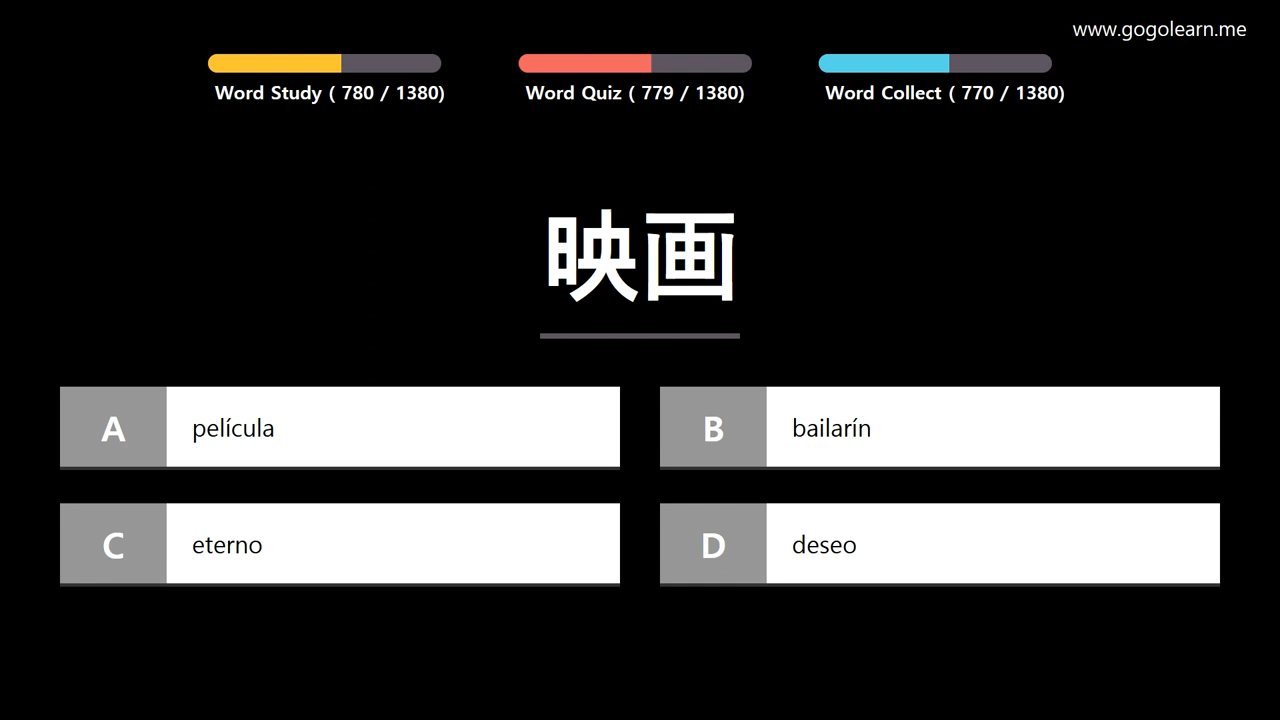 www.gogolearn.me
Word Study ( 780 / 1380)
Word Quiz ( 779 / 1380)
Word Collect ( 770 / 1380)
映画
A película
B bailarín
C eterno
D deseo